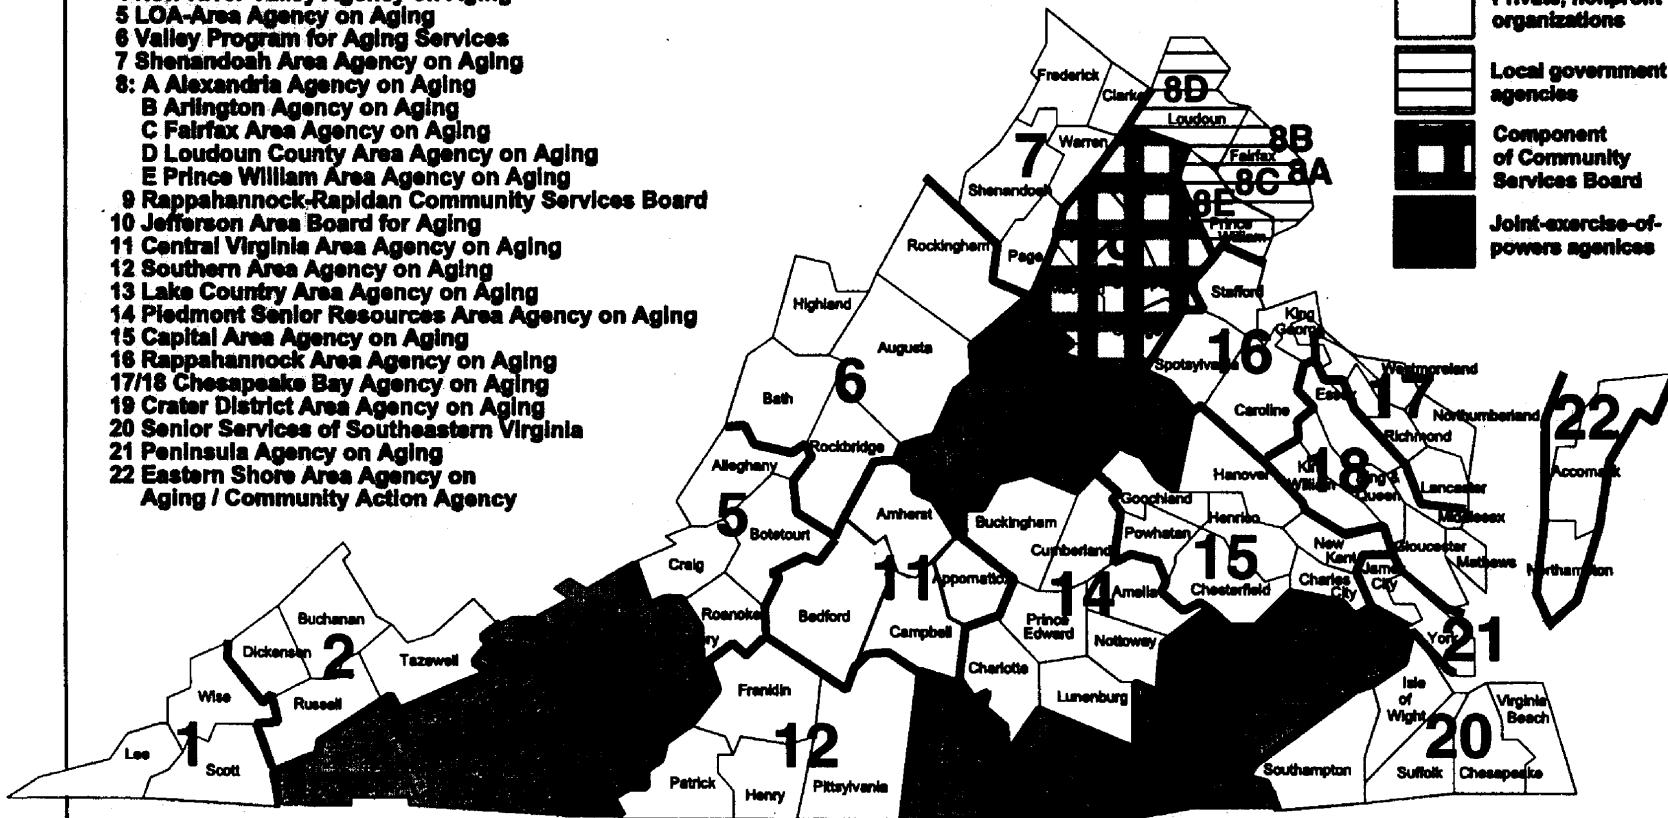 5 LOA-Area Agency on Aging
6 Valley Program for Aging Services
7 Shenandoah Area Agency on Aging
8: A Alexandria Agency on Aging
B Arlington Agency on Aging
C Fairfax Area Agency on Aging
D Loudoun County Area Agency on Aging
E Prince William Area Agency on Aging
9 Rappahannock-Rapidan Community Services Board
10 Jefferson Area Board for Aging
11 Central Virginia Area Agency on Aging
12 Southern Area Agency on Aging
13 Lake Country Area Agency on Aging
14 Piedmont Senior Resources Area Agency on Aging
15 Capital Area Agency on Aging
16 Rappahannock Area Agency on Aging
17/18 Chesapeake Bay Agency on Aging
19 Crater District Area Agency on Aging
20 Senior Services of Southeastern Virginia
21 Peninsula Agency on Aging
22 Eastern Shore Area Agency on
Aging / Community Action Agency
organizations
Local government
agencies
Component
of Community
Services Board
Joint-exercise-of-
powers agenices
Frederick
Clarke
8D
Loudoun
7
Warren
8B
Fairfax
8A
8C
Shenandoah
8E
Prince
William
Rockingham
Page
Stafford
Highland
King
George
Augusta
16
Spotsylvania
Westmoreland
6
17
22
Bath
Essex
Caroline
Northumberland
Richmond
Rockbridge
Alleghany
Hanover
18
King
William
King &
Queen
Accomack
Lancaster
Goochland
5
Amherst
Buckingham
Henrico
Middlesex
Botetourt
Powhatan
Cumberland
15
New
Kent
Gloucester
Craig
11
Appomattox
James
City
Mathews
Northampton
Charles
City
14
Amelia
Chesterfield
Roanoke
Bedford
Prince
Edward
Buchanan
Campbell
Nottoway
York
21
Dickenson
2
Tazewell
Charlotte
Wise
Russell
Franklin
Lunenburg
Isle
of
Wight
Virginia
Beach
1
12
20
Lee
Scott
Patrick
Henry
Pittsylvania
Southampton
Suffolk
Chesapeake